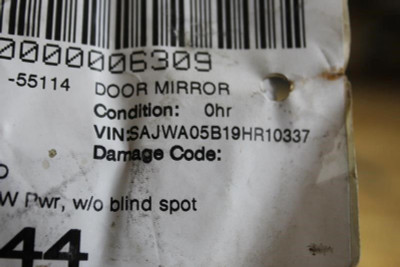 0000006309
-55114 DOOR MIRROR
Condition: 0hr
VIN:SAJWA05B19HR10337
Damage Code:
W Pwr, w/o blind spot
44